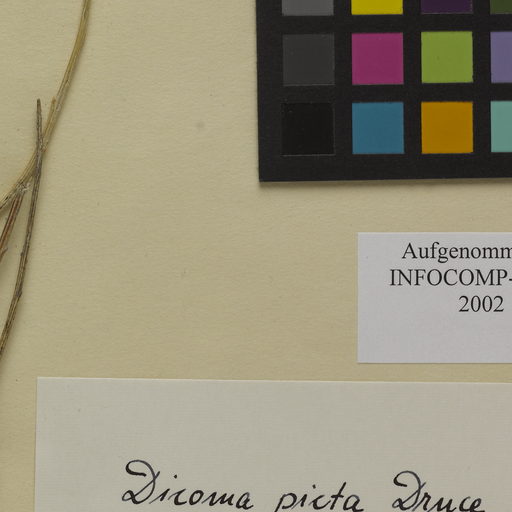 Aufgenomm
INFOCOMP-
2002
Dicoma picta Druce